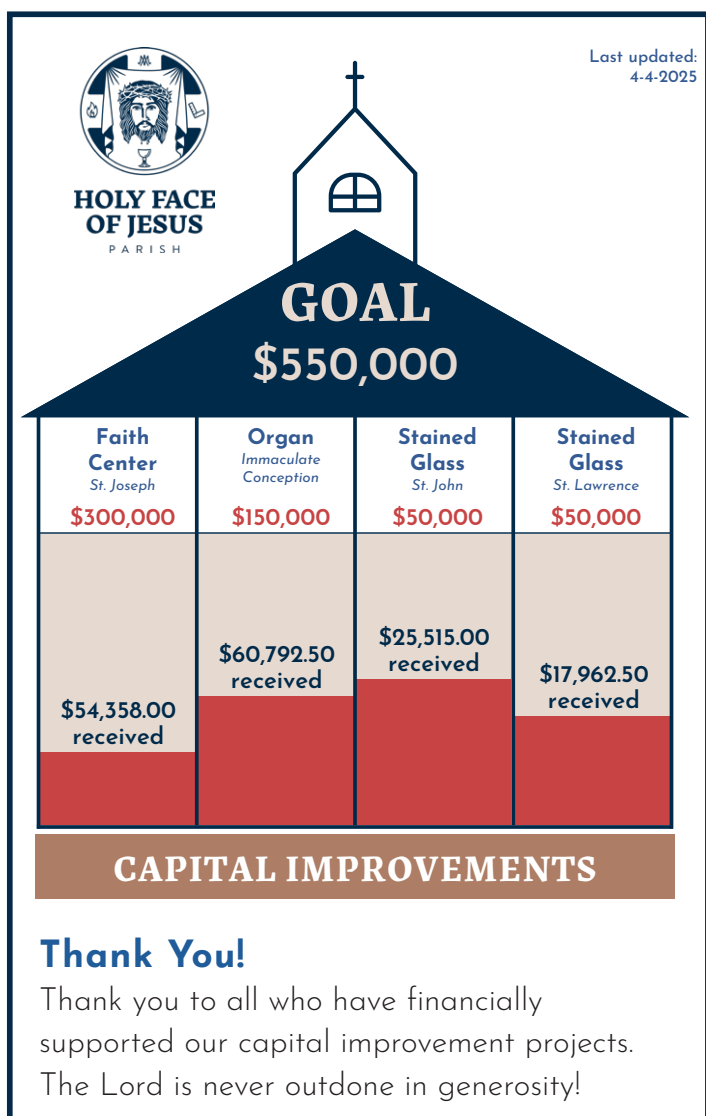 Last updated:
4-4-2025
HOLY FACE
OF JESUS
PARISH
GOAL
$550,000
Faith
Center
St. Joseph
$300,000
Organ
Immaculate
Conception
$150,000
Stained
Glass
St. John
$50,000
Stained
Glass
St. Lawrence
$50,000
$54,358.00
received
$60,792.50
received
$25,515.00
received
$17,962.50
received
CAPITAL IMPROVEMENTS
Thank You!
Thank you to all who have financially
supported our capital improvement projects.
The Lord is never outdone in generosity!